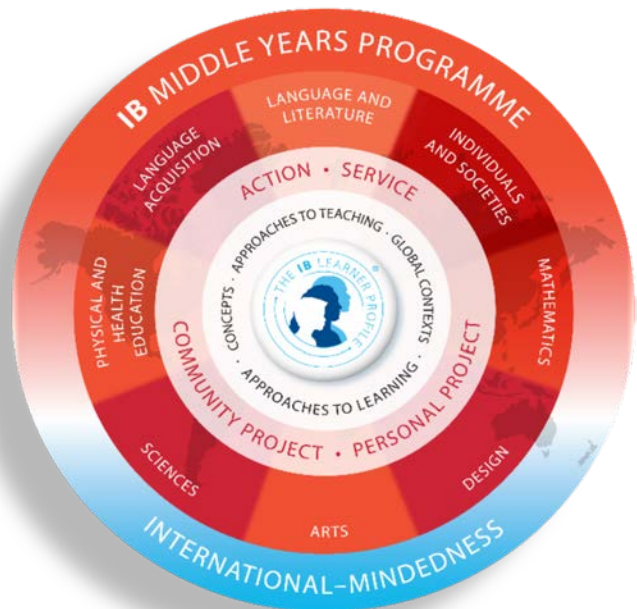 IB MIDDLE YEARS PROGRAMME
LANGUAGE AND
LITERATURE
INDIVIDUALS
AND SOCIETIES
MATHEMATICS
DESIGN
ARTS
SCIENCES
PHYSICAL AND
HEALTH
EDUCATION
LANGUAGE
ACQUISITION
ACTION • SERVICE
COMMUNITY PROJECT • PERSONAL PROJECT
APPROACHES TO TEACHING · GLOBAL CONTEXTS ·
APPROACHES TO LEARNING ·
CONCEPTS ·
THE IB LEARNER PROFILE
®
INTERNATIONAL–MINDEDNESS